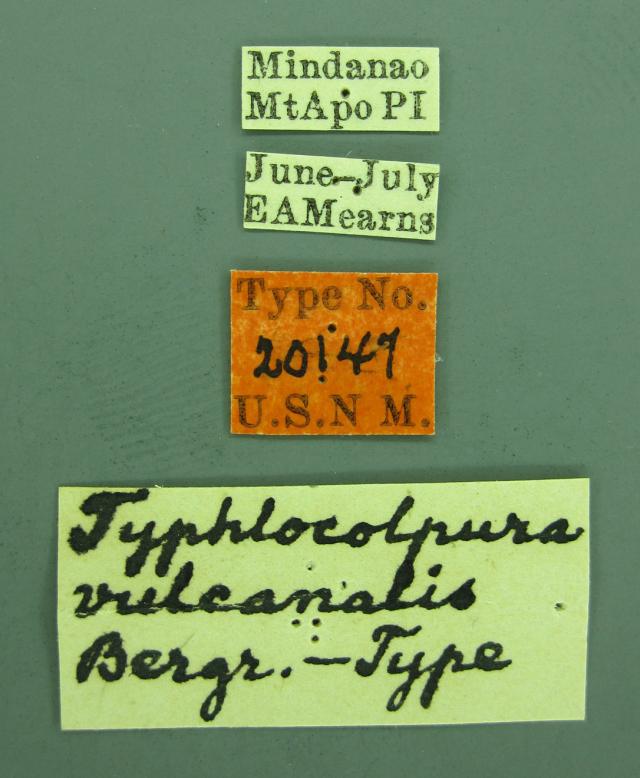 Mindanao
MtApo PI
June-July
EAMearns
Type No.
20147
U.S.N M.
Typhlocolpura
vulcanalis
Bergr.—Type